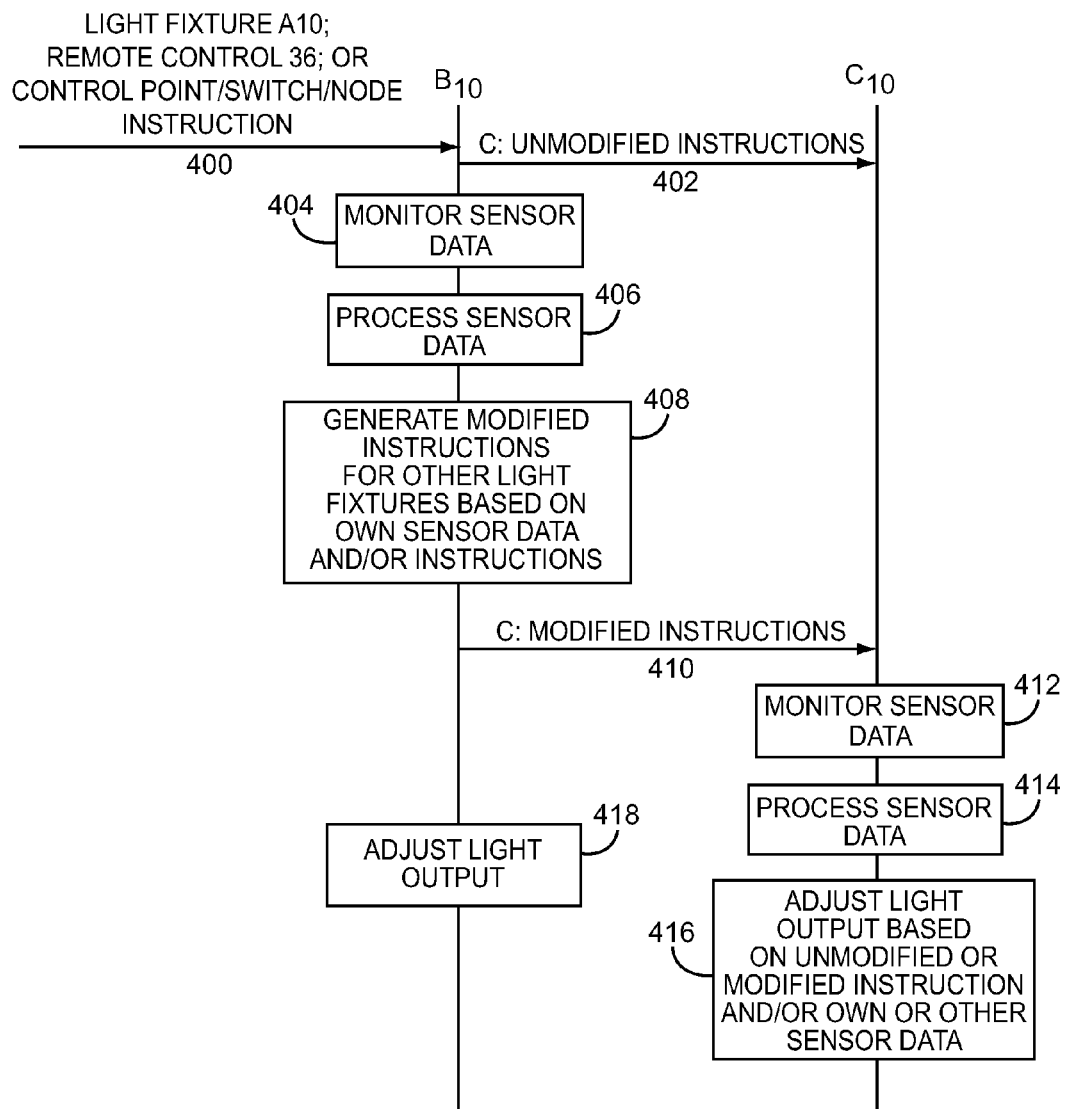 LIGHT FIXTURE A10;
REMOTE CONTROL 36; OR
CONTROL POINT/SWITCH/NODE
INSTRUCTION
400
B10
C10
C: UNMODIFIED INSTRUCTIONS
402
404
MONITOR SENSOR
DATA
406
PROCESS SENSOR
DATA
408
GENERATE MODIFIED
INSTRUCTIONS
FOR OTHER LIGHT
FIXTURES BASED ON
OWN SENSOR DATA
AND/OR INSTRUCTIONS
C: MODIFIED INSTRUCTIONS
410
412
MONITOR SENSOR
DATA
414
PROCESS SENSOR
DATA
418
ADJUST LIGHT
OUTPUT
416
ADJUST LIGHT
OUTPUT BASED
ON UNMODIFIED OR
MODIFIED INSTRUCTION
AND/OR OWN OR OTHER
SENSOR DATA